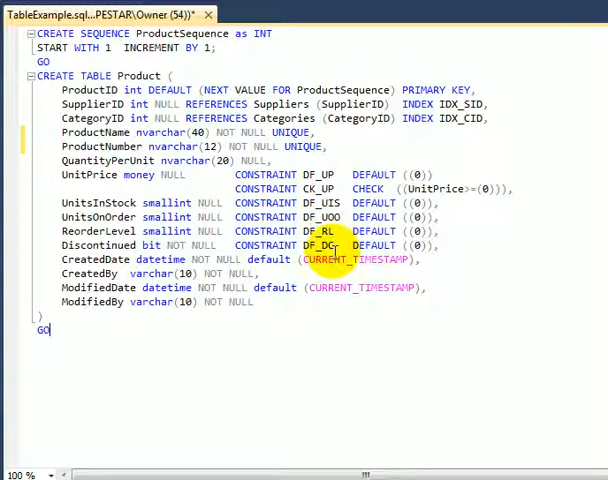 TableExample.sql...PESTAR\Owner (54))* ×
CREATE SEQUENCE ProductSequence as INT
START WITH 1 INCREMENT BY 1;
GO
CREATE TABLE Product (
ProductID int DEFAULT (NEXT VALUE FOR ProductSequence) PRIMARY KEY,
SupplierID int NULL REFERENCES Suppliers (SupplierID) INDEX IDX_SID,
CategoryID int NULL REFERENCES Categories (CategoryID) INDEX IDX_CID,
ProductName nvarchar(40) NOT NULL UNIQUE,
ProductNumber nvarchar(12) NOT NULL UNIQUE,
QuantityPerUnit nvarchar(20) NULL,
UnitPrice money NULL CONSTRAINT DF_UP DEFAULT ((0))
CONSTRAINT CK_UP CHECK ((UnitPrice>=(0))),
UnitsInStock smallint NULL CONSTRAINT DF_UIS DEFAULT ((0)),
UnitsOnOrder smallint NULL CONSTRAINT DF_UOO DEFAULT ((0)),
ReorderLevel smallint NULL CONSTRAINT DF_RL DEFAULT ((0)),
Discontinued bit NOT NULL CONSTRAINT DF_DC DEFAULT ((0)),
CreatedDate datetime NOT NULL default (CURRENT_TIMESTAMP),
CreatedBy varchar(10) NOT NULL,
ModifiedDate datetime NOT NULL default (CURRENT_TIMESTAMP),
ModifiedBy varchar(10) NOT NULL
)
GO
100 %